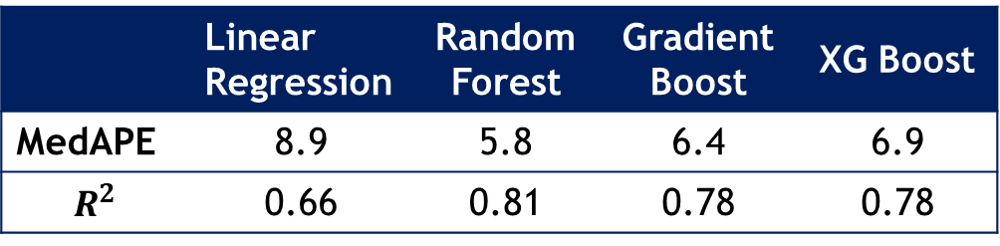 Linear Regression Random Forest Gradient Boost XG Boost
MedAPE 8.9 5.8 6.4 6.9
R² 0.66 0.81 0.78 0.78